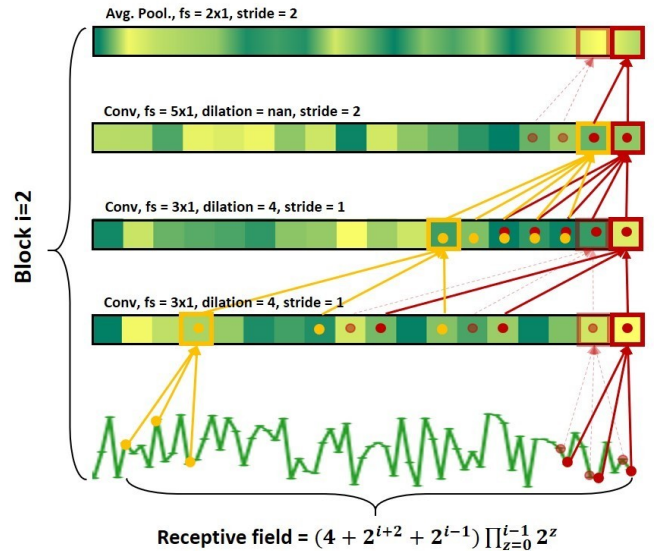 Avg. Pool., fs = 2x1, stride = 2
Conv, fs = 5x1, dilation = nan, stride = 2
Conv, fs = 3x1, dilation = 4, stride = 1
Conv, fs = 3x1, dilation = 4, stride = 1
Block i=2
Receptive field = $(4 + 2^{i+2} + 2^{i-1}) \prod_{z=0}^{i-1} 2^z$